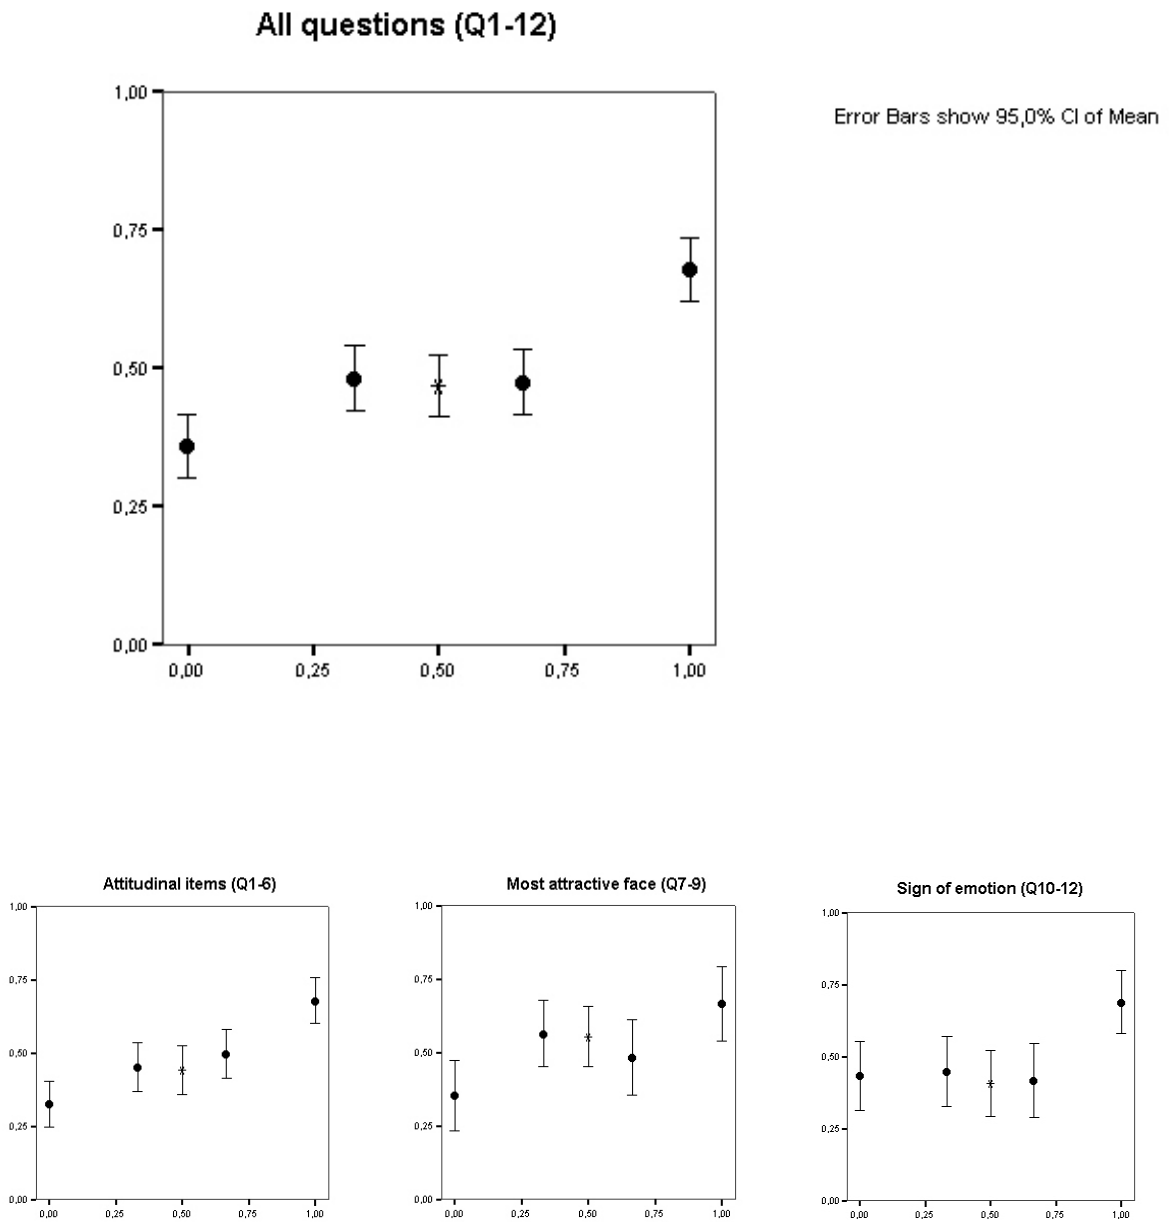 All questions (Q1-12)
Error Bars show 95,0% CI of Mean
1,00
0,75
0,50
0,25
0,00
0,00 0,25 0,50 0,75 1,00
Attitudinal items (Q1-6)
1,00
0,75
0,50
0,25
0,00
0,00 0,25 0,50 0,75 1,00
Most attractive face (Q7-9)
1,00
0,75
0,50
0,25
0,00
0,00 0,25 0,50 0,75 1,00
Sign of emotion (Q10-12)
1,00
0,75
0,50
0,25
0,00
0,00 0,25 0,50 0,75 1,00